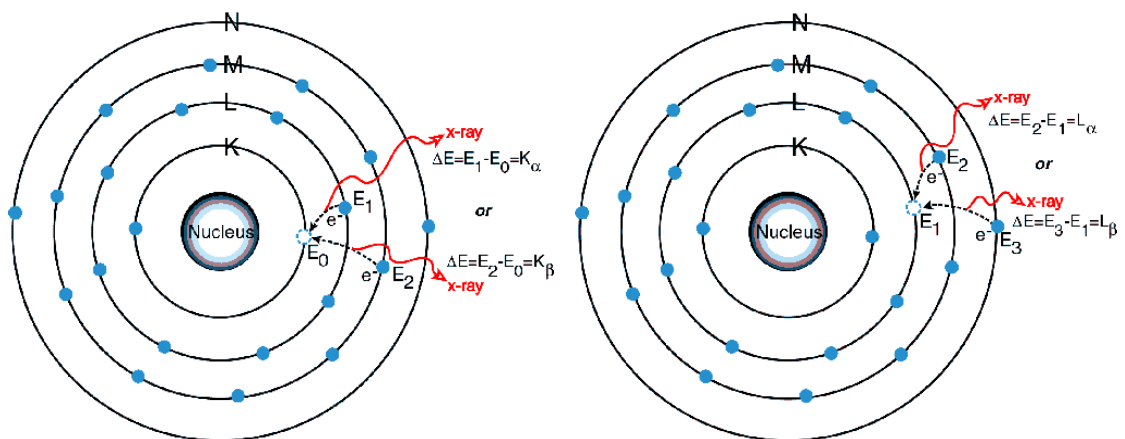 N
M
L
K
x-ray
ΔE=E₁-E₀=Kα
E₁
e⁻
or
Nucleus
E₀
ΔE=E₂-E₀=Kβ
e⁻
E₂
x-ray
N
M
L
K
x-ray
ΔE=E₂-E₁=Lα
E₂
or
e⁻
x-ray
Nucleus
E₁
ΔE=E₃-E₁=Lβ
e⁻
E₃